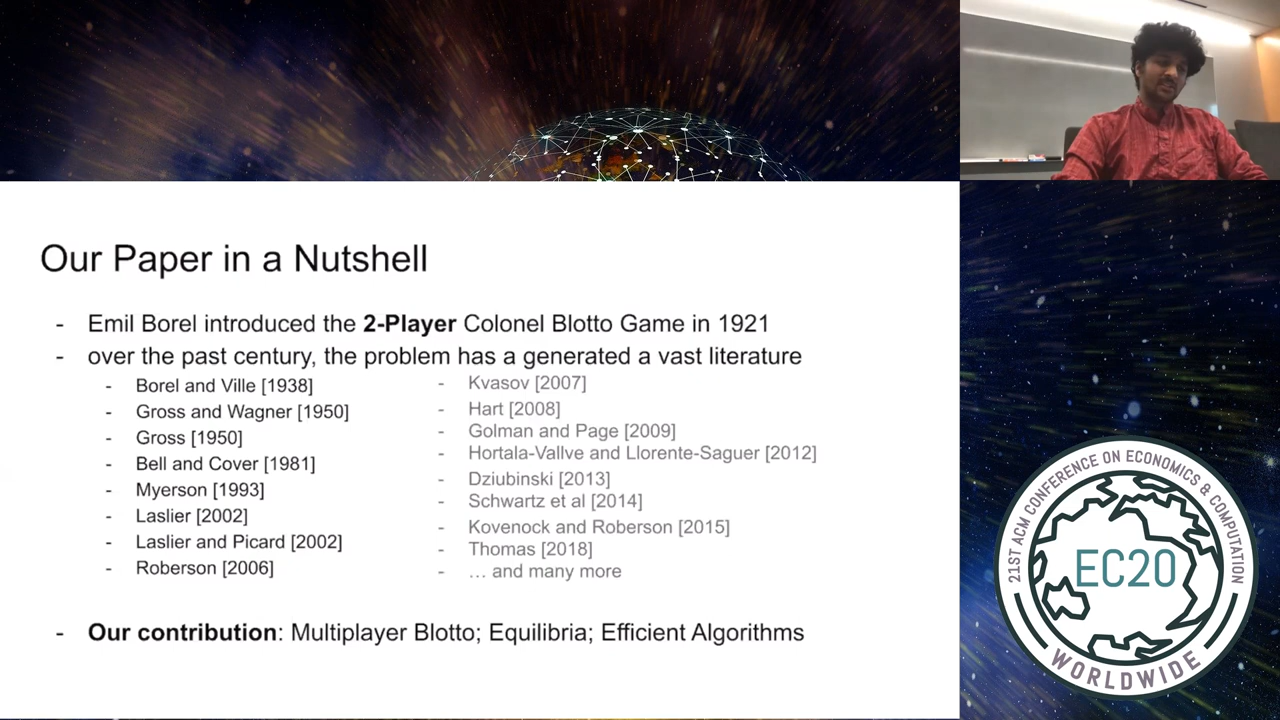 Our Paper in a Nutshell
- Emil Borel introduced the 2-Player Colonel Blotto Game in 1921
- over the past century, the problem has a generated a vast literature
- Borel and Ville [1938]
- Gross and Wagner [1950]
- Gross [1950]
- Bell and Cover [1981]
- Myerson [1993]
- Laslier [2002]
- Laslier and Picard [2002]
- Roberson [2006]
- Kvasov [2007]
- Hart [2008]
- Golman and Page [2009]
- Hortala-Vallve and Llorente-Saguer [2012]
- Dziubinski [2013]
- Schwartz et al [2014]
- Kovenock and Roberson [2015]
- Thomas [2018]
- … and many more
- Our contribution: Multiplayer Blotto; Equilibria; Efficient Algorithms
21ST ACM CONFERENCE ON ECONOMICS & COMPUTATION
EC20
WORLDWIDE